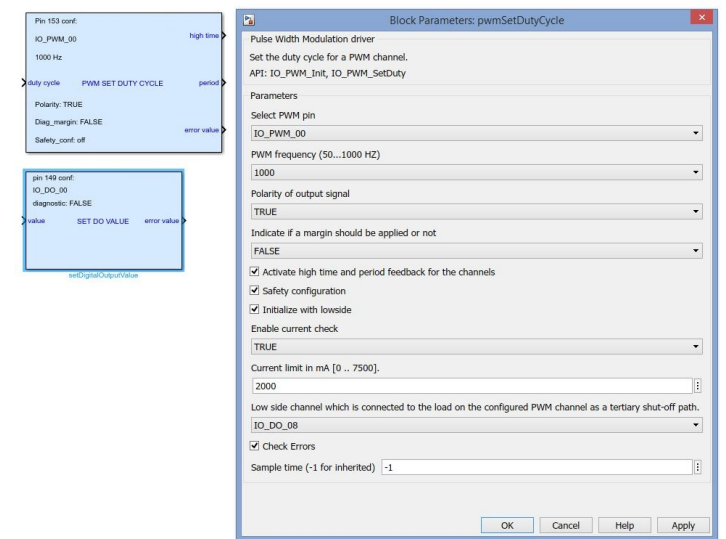 Pin 153 conf:
IO_PWM_00
high time
1000 Hz
duty cycle PWM SET DUTY CYCLE period
Polarity: TRUE
Diag_margin: FALSE
error value
Safety_conf: off
pin 149 conf:
IO_DO_00
diagnostic: FALSE
value SET DO VALUE error value
setDigitalOutputValue
Block Parameters: pwmSetDutyCycle
Pulse Width Modulation driver
Set the duty cycle for a PWM channel.
API: IO_PWM_Init, IO_PWM_SetDuty
Parameters
Select PWM pin
IO_PWM_00
PWM frequency (50...1000 HZ)
1000
Polarity of output signal
TRUE
Indicate if a margin should be applied or not
FALSE
Activate high time and period feedback for the channels
Safety configuration
Initialize with lowside
Enable current check
TRUE
Current limit in mA [0 .. 7500].
2000
Low side channel which is connected to the load on the configured PWM channel as a tertiary shut-off path.
IO_DO_08
Check Errors
Sample time (-1 for inherited) -1
OK Cancel Help Apply